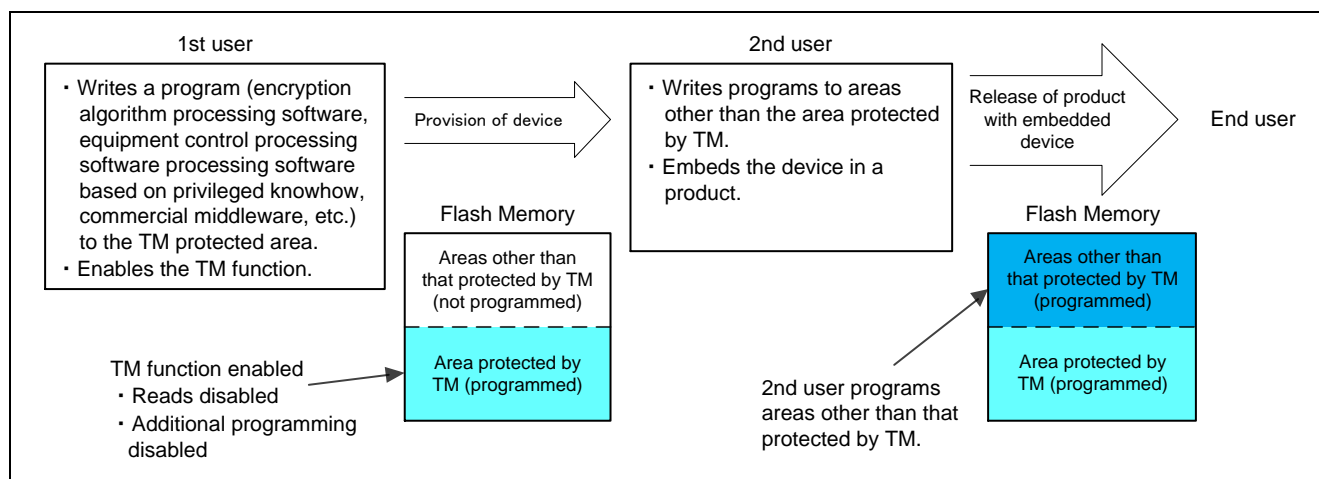 1st user
・ Writes a program (encryption
algorithm processing software,
equipment control processing
software processing software
based on privileged knowhow,
commercial middleware, etc.)
to the TM protected area.
・ Enables the TM function.
Provision of device
2nd user
・ Writes programs to areas
other than the area protected
by TM.
・ Embeds the device in a
product.
Release of product
with embedded
device
End user
Flash Memory
Areas other than
that protected by TM
(not programmed)
Area protected by
TM (programmed)
TM function enabled
・ Reads disabled
・ Additional programming
disabled
Flash Memory
Areas other than
that protected by TM
(programmed)
Area protected by
TM (programmed)
2nd user programs
areas other than that
protected by TM.